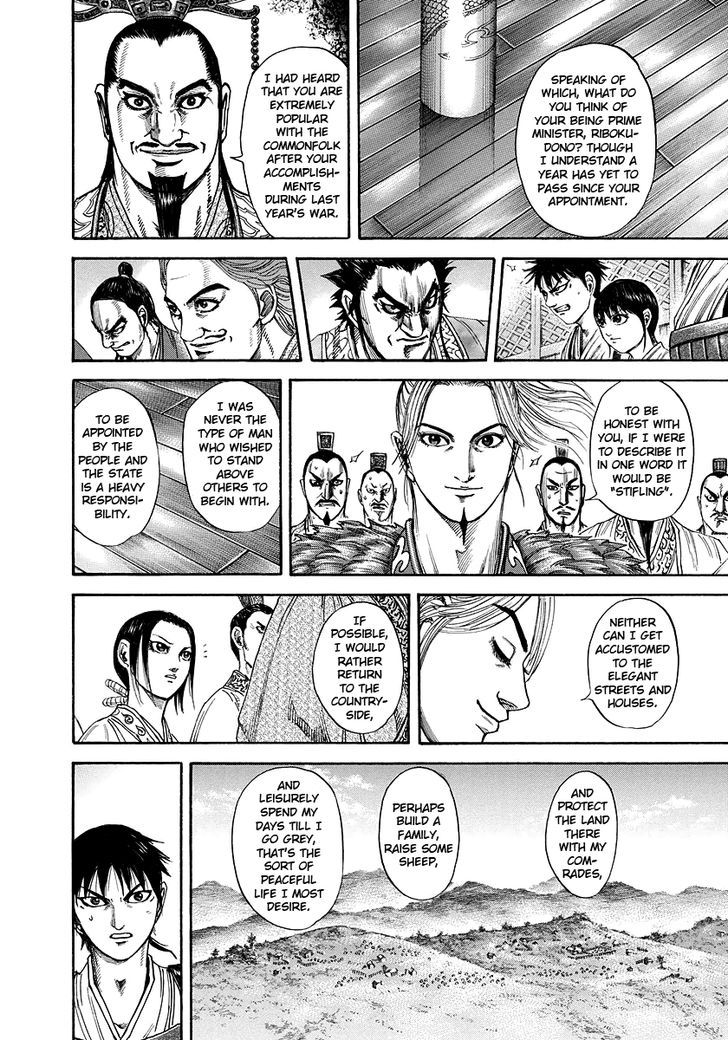 SPEAKING OF
WHICH, WHAT DO
YOU THINK OF
YOUR BEING PRIME
MINISTER, RIBOKU-
DONO? THOUGH
I UNDERSTAND A
YEAR HAS YET TO
PASS SINCE YOUR
APPOINTMENT.
I HAD HEARD
THAT YOU ARE
EXTREMELY
POPULAR
WITH THE
COMMONFOLK
AFTER YOUR
ACCOMPLISH-
MENTS
DURING LAST
YEAR'S WAR.
TO BE
HONEST WITH
YOU, IF I WERE
TO DESCRIBE IT
IN ONE WORD IT
WOULD BE
"STIFLING".
I WAS
NEVER THE
TYPE OF MAN
WHO WISHED TO
STAND ABOVE
OTHERS TO
BEGIN WITH.
TO BE
APPOINTED
BY THE
PEOPLE AND
THE STATE
IS A HEAVY
RESPONSI-
BILITY.
NEITHER
CAN I GET
ACCUSTOMED
TO THE
ELEGANT
STREETS AND
HOUSES.
IF
POSSIBLE,
I WOULD
RATHER
RETURN
TO THE
COUNTRY-
SIDE,
AND
PROTECT
THE LAND
THERE
WITH MY
COM-
RADES,
PERHAPS
BUILD A
FAMILY,
RAISE SOME
SHEEP,
AND
LEISURELY
SPEND MY
DAYS TILL I
GO GREY,
THAT'S THE
SORT OF
PEACEFUL
LIFE I MOST
DESIRE.